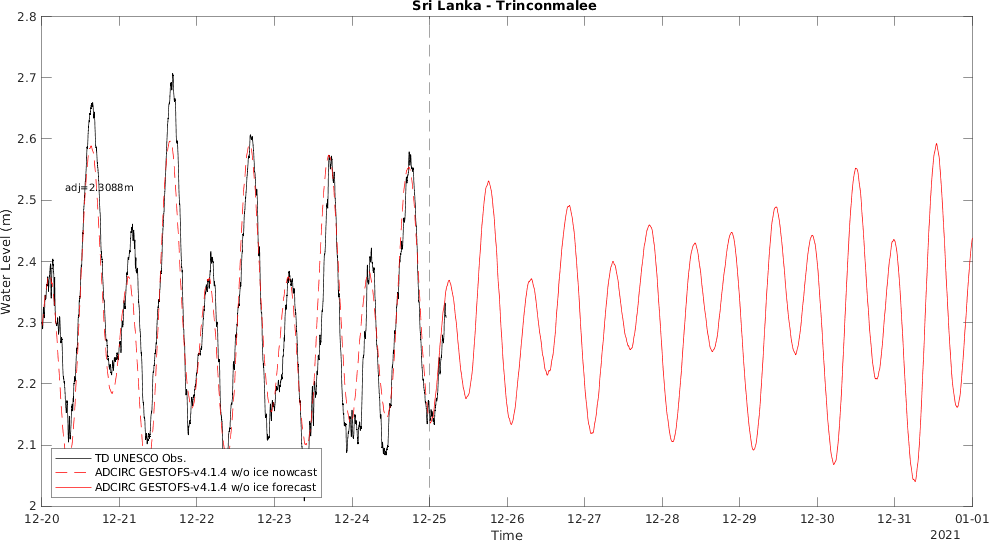 Sri Lanka - Trinconmalee
2.8
2.7
2.6
2.5
2.4
2.3
2.2
2.1
2
Water Level (m)
adj=2.3088m
TD UNESCO Obs.
ADCIRC GESTOFS-v4.1.4 w/o ice nowcast
ADCIRC GESTOFS-v4.1.4 w/o ice forecast
12-20 12-21 12-22 12-23 12-24 12-25 12-26 12-27 12-28 12-29 12-30 12-31 01-01
Time
2021